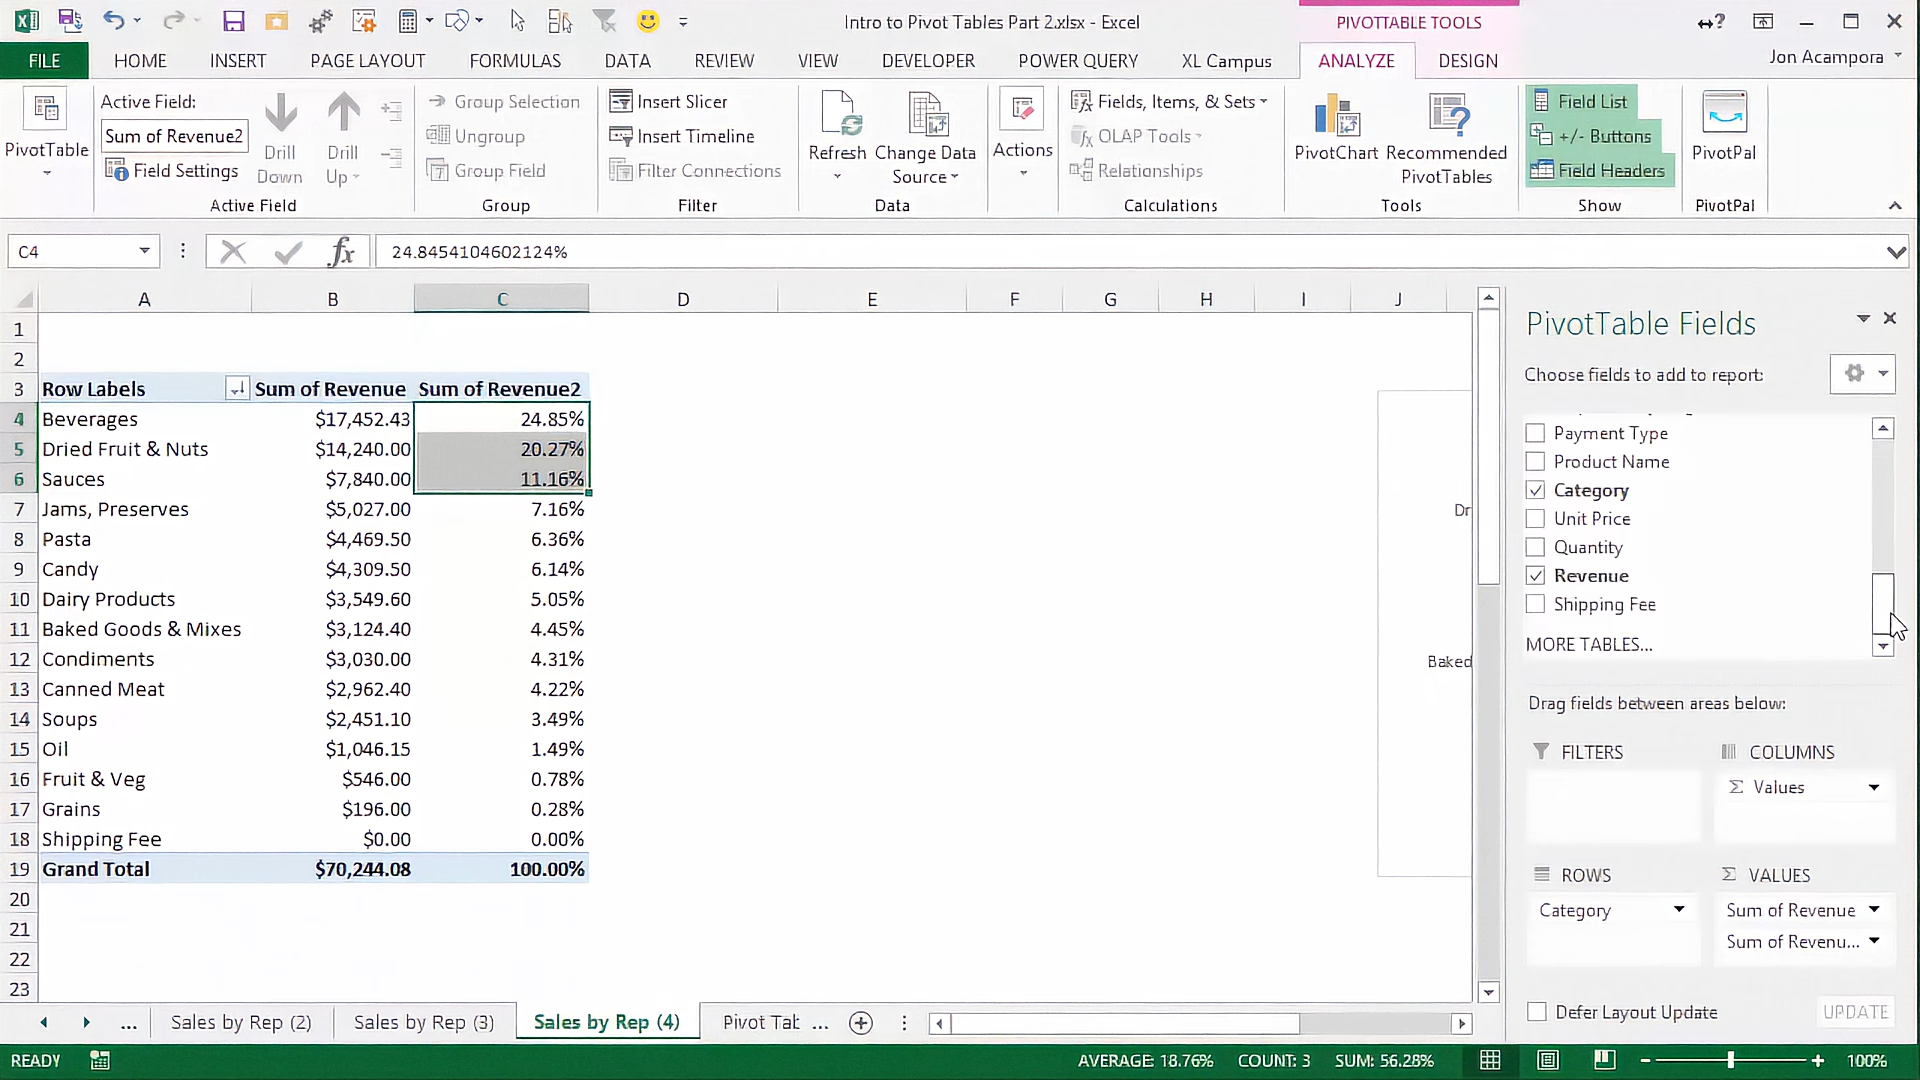 Intro to Pivot Tables Part 2.xlsx - Excel
PIVOTTABLE TOOLS
FILE HOME INSERT PAGE LAYOUT FORMULAS DATA REVIEW VIEW DEVELOPER POWER QUERY XL Campus ANALYZE DESIGN
Jon Acampora
PivotTable
Active Field:
Sum of Revenue2
Field Settings
Drill Down
Drill Up
Active Field
Group Selection
Ungroup
Group Field
Group
Insert Slicer
Insert Timeline
Filter Connections
Filter
Refresh
Change Data Source
Data
Actions
Fields, Items, & Sets
OLAP Tools
Relationships
Calculations
PivotChart
Recommended PivotTables
Tools
Field List
+/- Buttons
Field Headers
Show
PivotPal
PivotPal
C4 fx 24.8454104602124%
A B C D E F G H I J
1
2
3 Row Labels Sum of Revenue Sum of Revenue2
4 Beverages $17,452.43 24.85%
5 Dried Fruit & Nuts $14,240.00 20.27%
6 Sauces $7,840.00 11.16%
7 Jams, Preserves $5,027.00 7.16%
8 Pasta $4,469.50 6.36%
9 Candy $4,309.50 6.14%
10 Dairy Products $3,549.60 5.05%
11 Baked Goods & Mixes $3,124.40 4.45%
12 Condiments $3,030.00 4.31%
13 Canned Meat $2,962.40 4.22%
14 Soups $2,451.10 3.49%
15 Oil $1,046.15 1.49%
16 Fruit & Veg $546.00 0.78%
17 Grains $196.00 0.28%
18 Shipping Fee $0.00 0.00%
19 Grand Total $70,244.08 100.00%
20
21
22
23
Dr
Baked
PivotTable Fields
Choose fields to add to report:
Payment Type
Product Name
Category
Unit Price
Quantity
Revenue
Shipping Fee
MORE TABLES...
Drag fields between areas below:
FILTERS
COLUMNS
Σ Values
ROWS
Category
Σ VALUES
Sum of Revenue
Sum of Revenu...
Defer Layout Update
UPDATE
... Sales by Rep (2) Sales by Rep (3) Sales by Rep (4) Pivot Tab ...
READY
AVERAGE: 18.76% COUNT: 3 SUM: 56.28%
100%